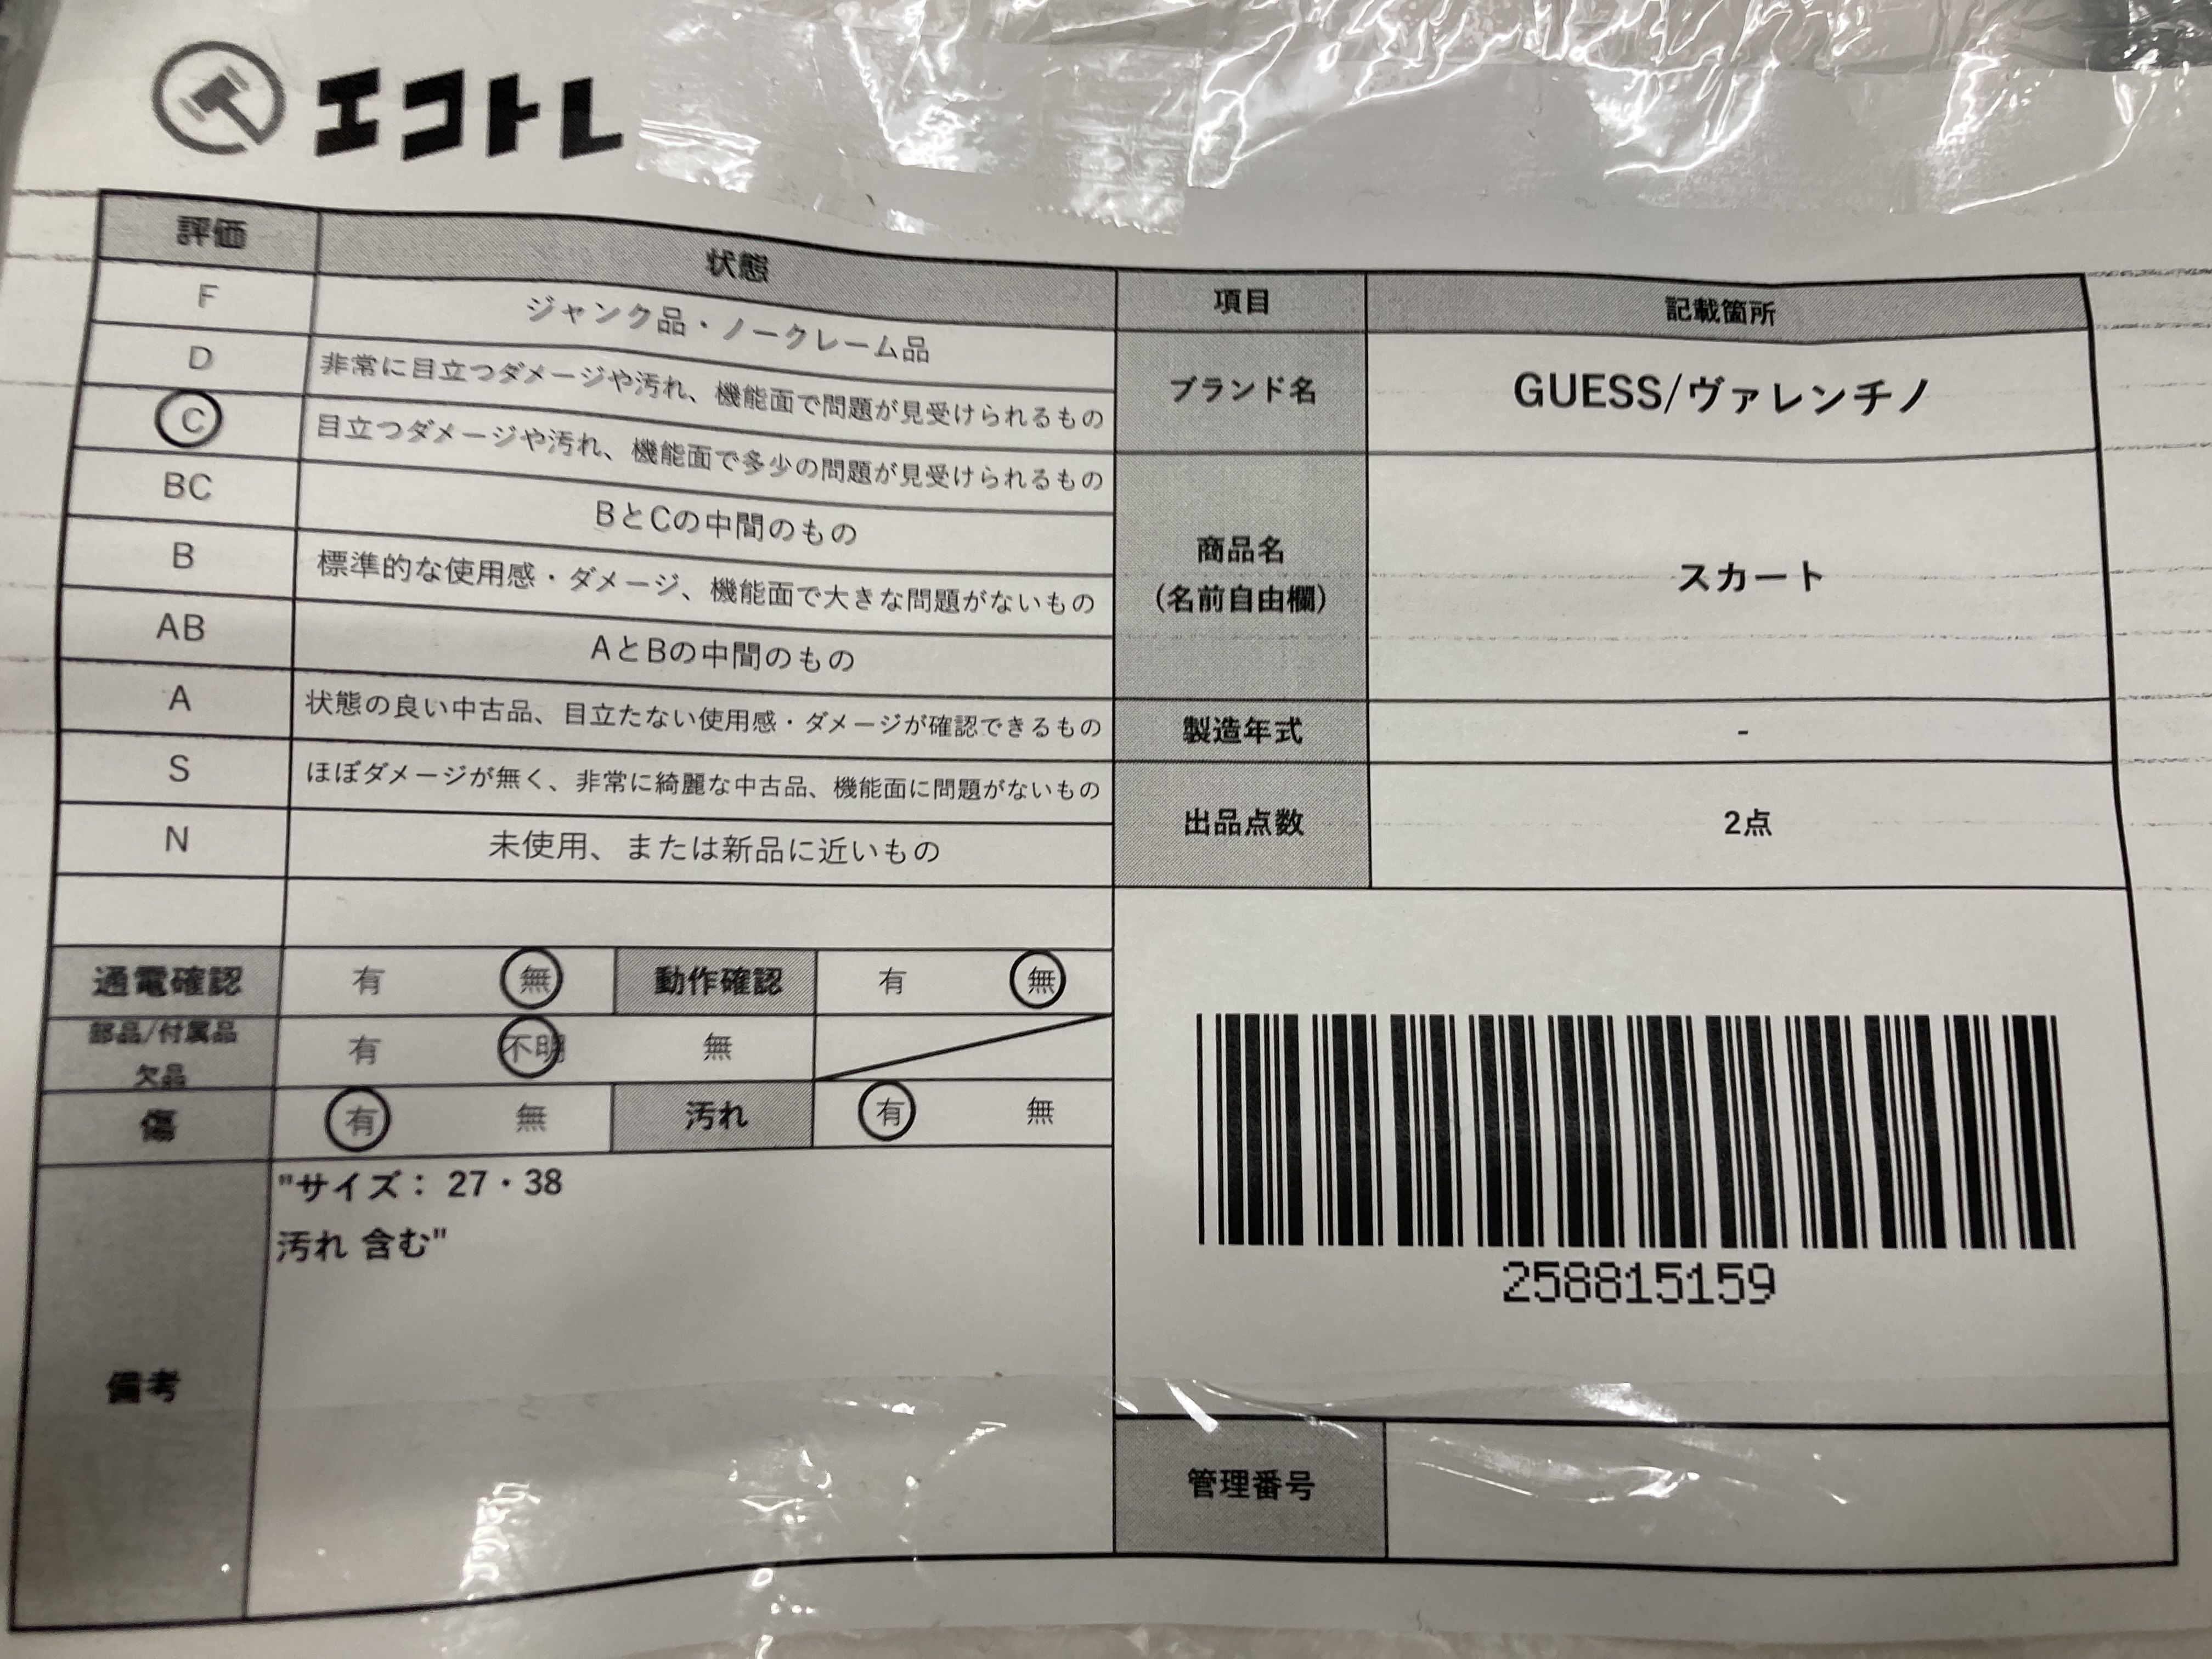 エコトレ
評価 状態
F ジャンク品・ノークレーム品
D 非常に目立つダメージや汚れ、機能面で問題が見受けられるもの
C 目立つダメージや汚れ、機能面で多少の問題が見受けられるもの
BC BとCの中間のもの
B 標準的な使用感・ダメージ、機能面で大きな問題がないもの
AB AとBの中間のもの
A 状態の良い中古品、目立たない使用感・ダメージが確認できるもの
S ほぼダメージが無く、非常に綺麗な中古品、機能面に問題がないもの
N 未使用、または新品に近いもの
通電確認 有 無 動作確認 有 無
部品/付属品
欠品 有 不明 無
傷 有 無 汚れ 有 無
備考
"サイズ： 27・38
汚れ 含む"
項目 記載箇所
ブランド名 GUESS/ヴァレンチノ
商品名
(名前自由欄) スカート
製造年式 -
出品点数 2点
258815159
管理番号